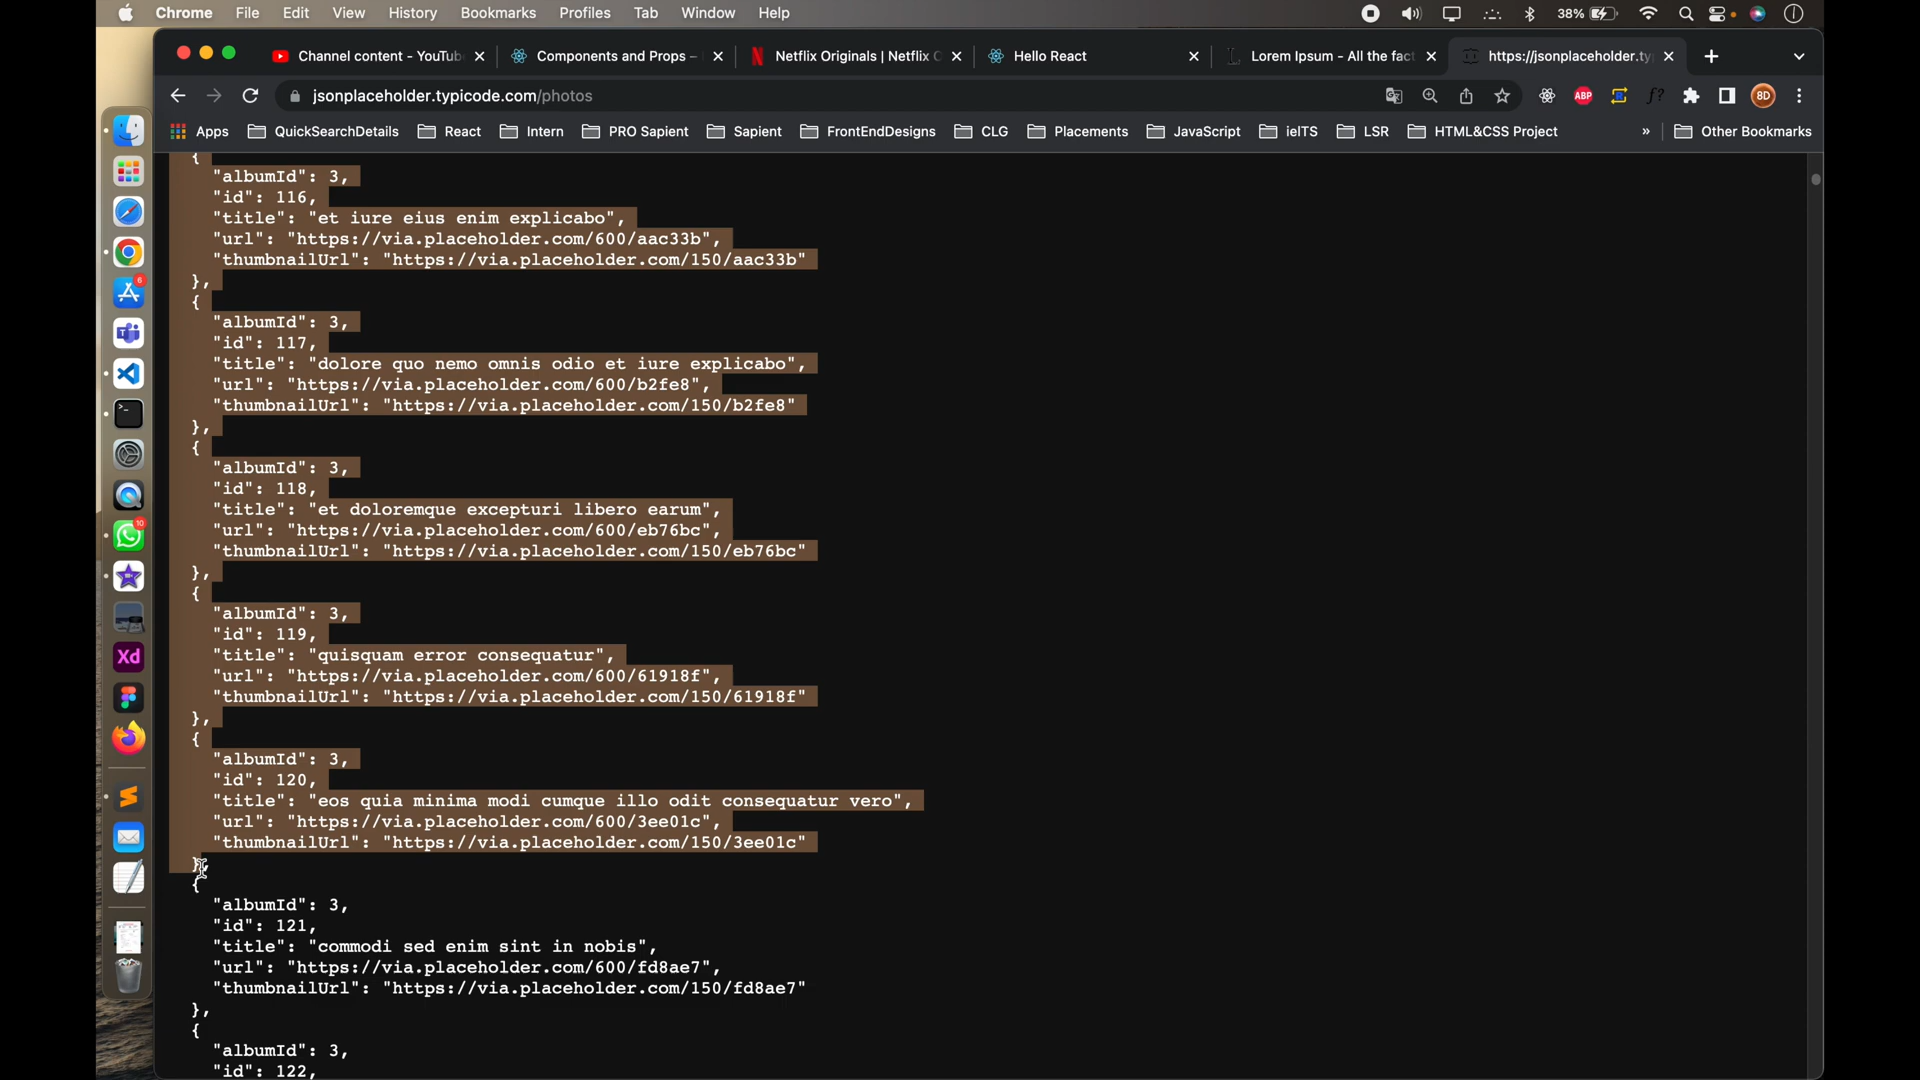 Chrome File Edit View History Bookmarks Profiles Tab Window Help 38%
Channel content - YouTub Components and Props – Netflix Originals | Netflix O Hello React Lorem Ipsum - All the fact https://jsonplaceholder.ty
jsonplaceholder.typicode.com/photos ABP f? 8D
Apps QuickSearchDetails React Intern PRO Sapient Sapient FrontEndDesigns CLG Placements JavaScript ielTS LSR HTML&CSS Project » Other Bookmarks
{
"albumId": 3,
"id": 116,
"title": "et iure eius enim explicabo",
"url": "https://via.placeholder.com/600/aac33b",
"thumbnailUrl": "https://via.placeholder.com/150/aac33b"
},
{
"albumId": 3,
"id": 117,
"title": "dolore quo nemo omnis odio et iure explicabo",
"url": "https://via.placeholder.com/600/b2fe8",
"thumbnailUrl": "https://via.placeholder.com/150/b2fe8"
},
{
"albumId": 3,
"id": 118,
"title": "et doloremque excepturi libero earum",
"url": "https://via.placeholder.com/600/eb76bc",
"thumbnailUrl": "https://via.placeholder.com/150/eb76bc"
},
{
"albumId": 3,
"id": 119,
"title": "quisquam error consequatur",
"url": "https://via.placeholder.com/600/61918f",
"thumbnailUrl": "https://via.placeholder.com/150/61918f"
},
{
"albumId": 3,
"id": 120,
"title": "eos quia minima modi cumque illo odit consequatur vero",
"url": "https://via.placeholder.com/600/3ee01c",
"thumbnailUrl": "https://via.placeholder.com/150/3ee01c"
},
{
"albumId": 3,
"id": 121,
"title": "commodi sed enim sint in nobis",
"url": "https://via.placeholder.com/600/fd8ae7",
"thumbnailUrl": "https://via.placeholder.com/150/fd8ae7"
},
{
"albumId": 3,
"id": 122,
6
10
Xd